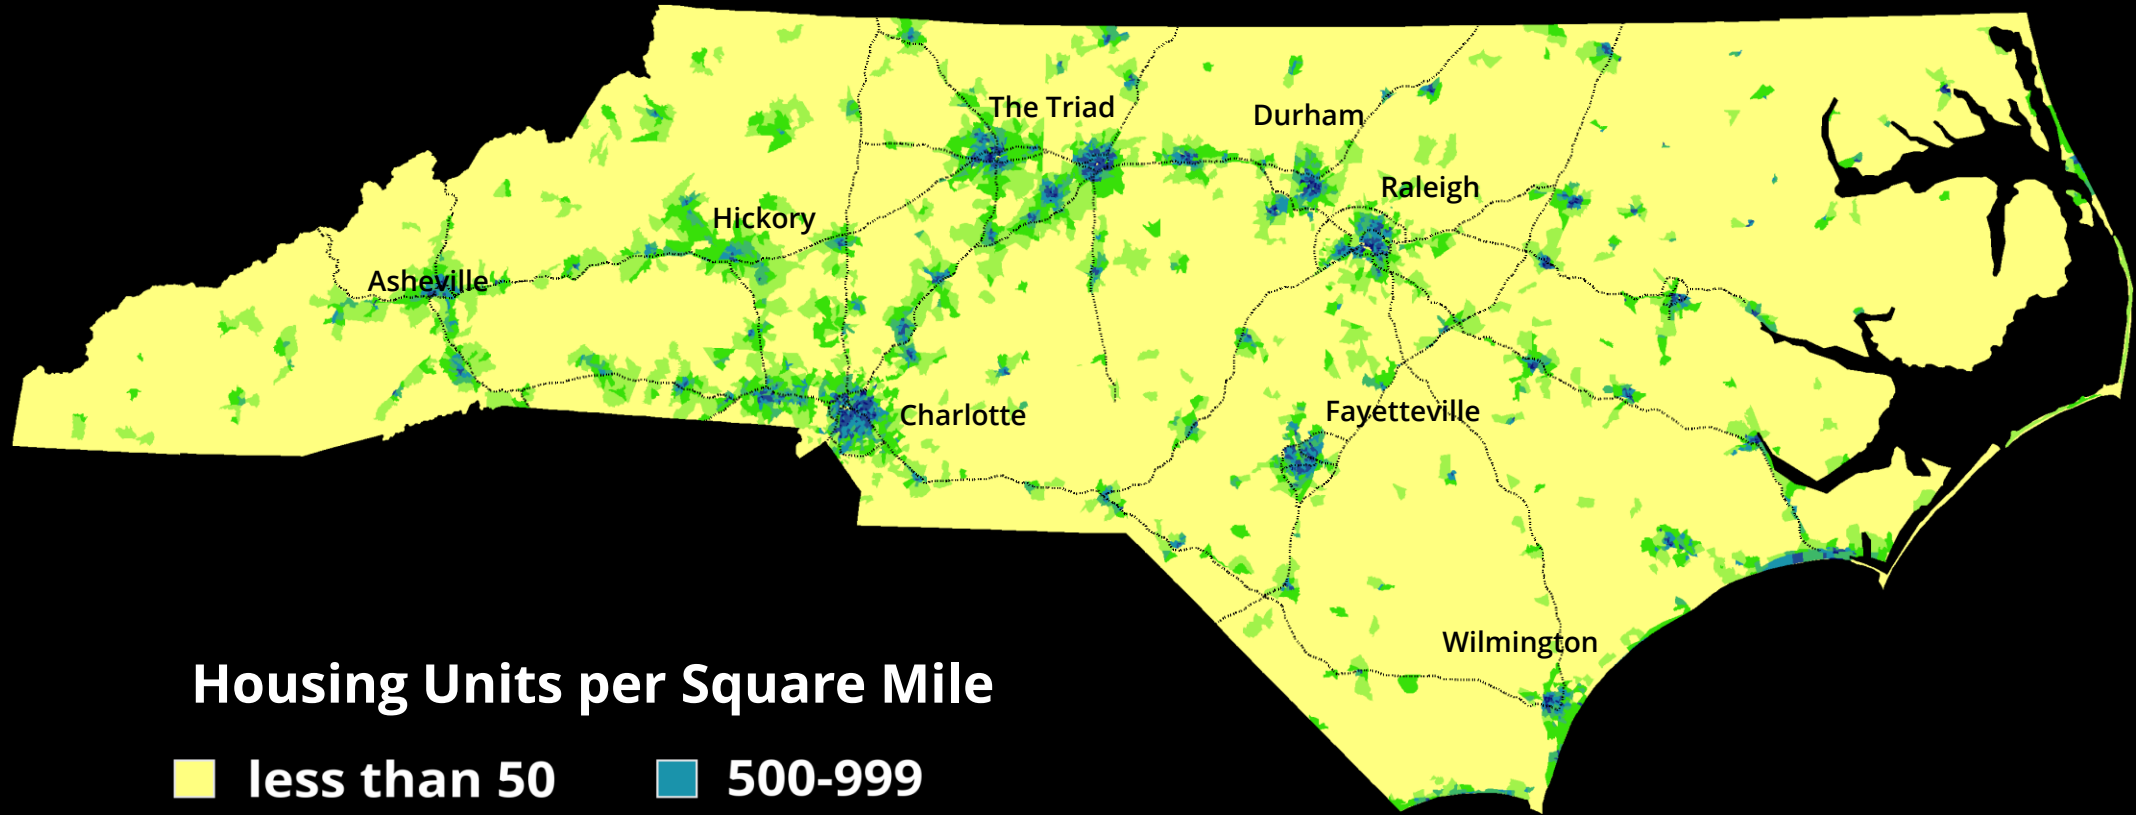 The Triad
Durham
Raleigh
Hickory
Asheville
Charlotte
Fayetteville
Wilmington
Housing Units per Square Mile
less than 50
500-999